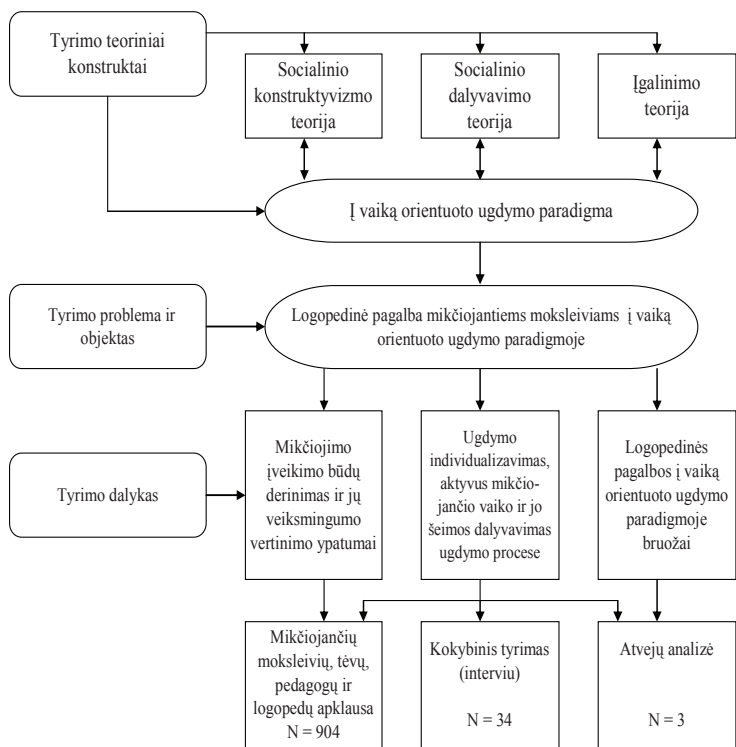 Tyrimo teoriniai
konstruktai
Socialinio
konstruktyvizmo
teorija
Socialinio
dalyvavimo
teorija
Įgalinimo
teorija
Į vaiką orientuoto ugdymo paradigma
Tyrimo problema ir
objektas
Logopedinė pagalba mikčiojantiems moksleiviams į vaiką
orientuoto ugdymo paradigmoje
Tyrimo dalykas
Mikčiojimo
įveikimo būdų
derinimas ir jų
veiksmingumo
vertinimo ypatumai
Ugdymo
individualizavimas,
aktyvus mikčio-
jančio vaiko ir jo
šeimos dalyvavimas
ugdymo procese
Logopedinės
pagalbos į vaiką
orientuoto ugdymo
paradigmoje
bruožai
Mikčiojančių
moksleivių, tėvų,
pedagogų ir
logopedų apklausa
N = 904
Kokybinis tyrimas
(interviu)
N = 34
Atvejų analizė
N = 3